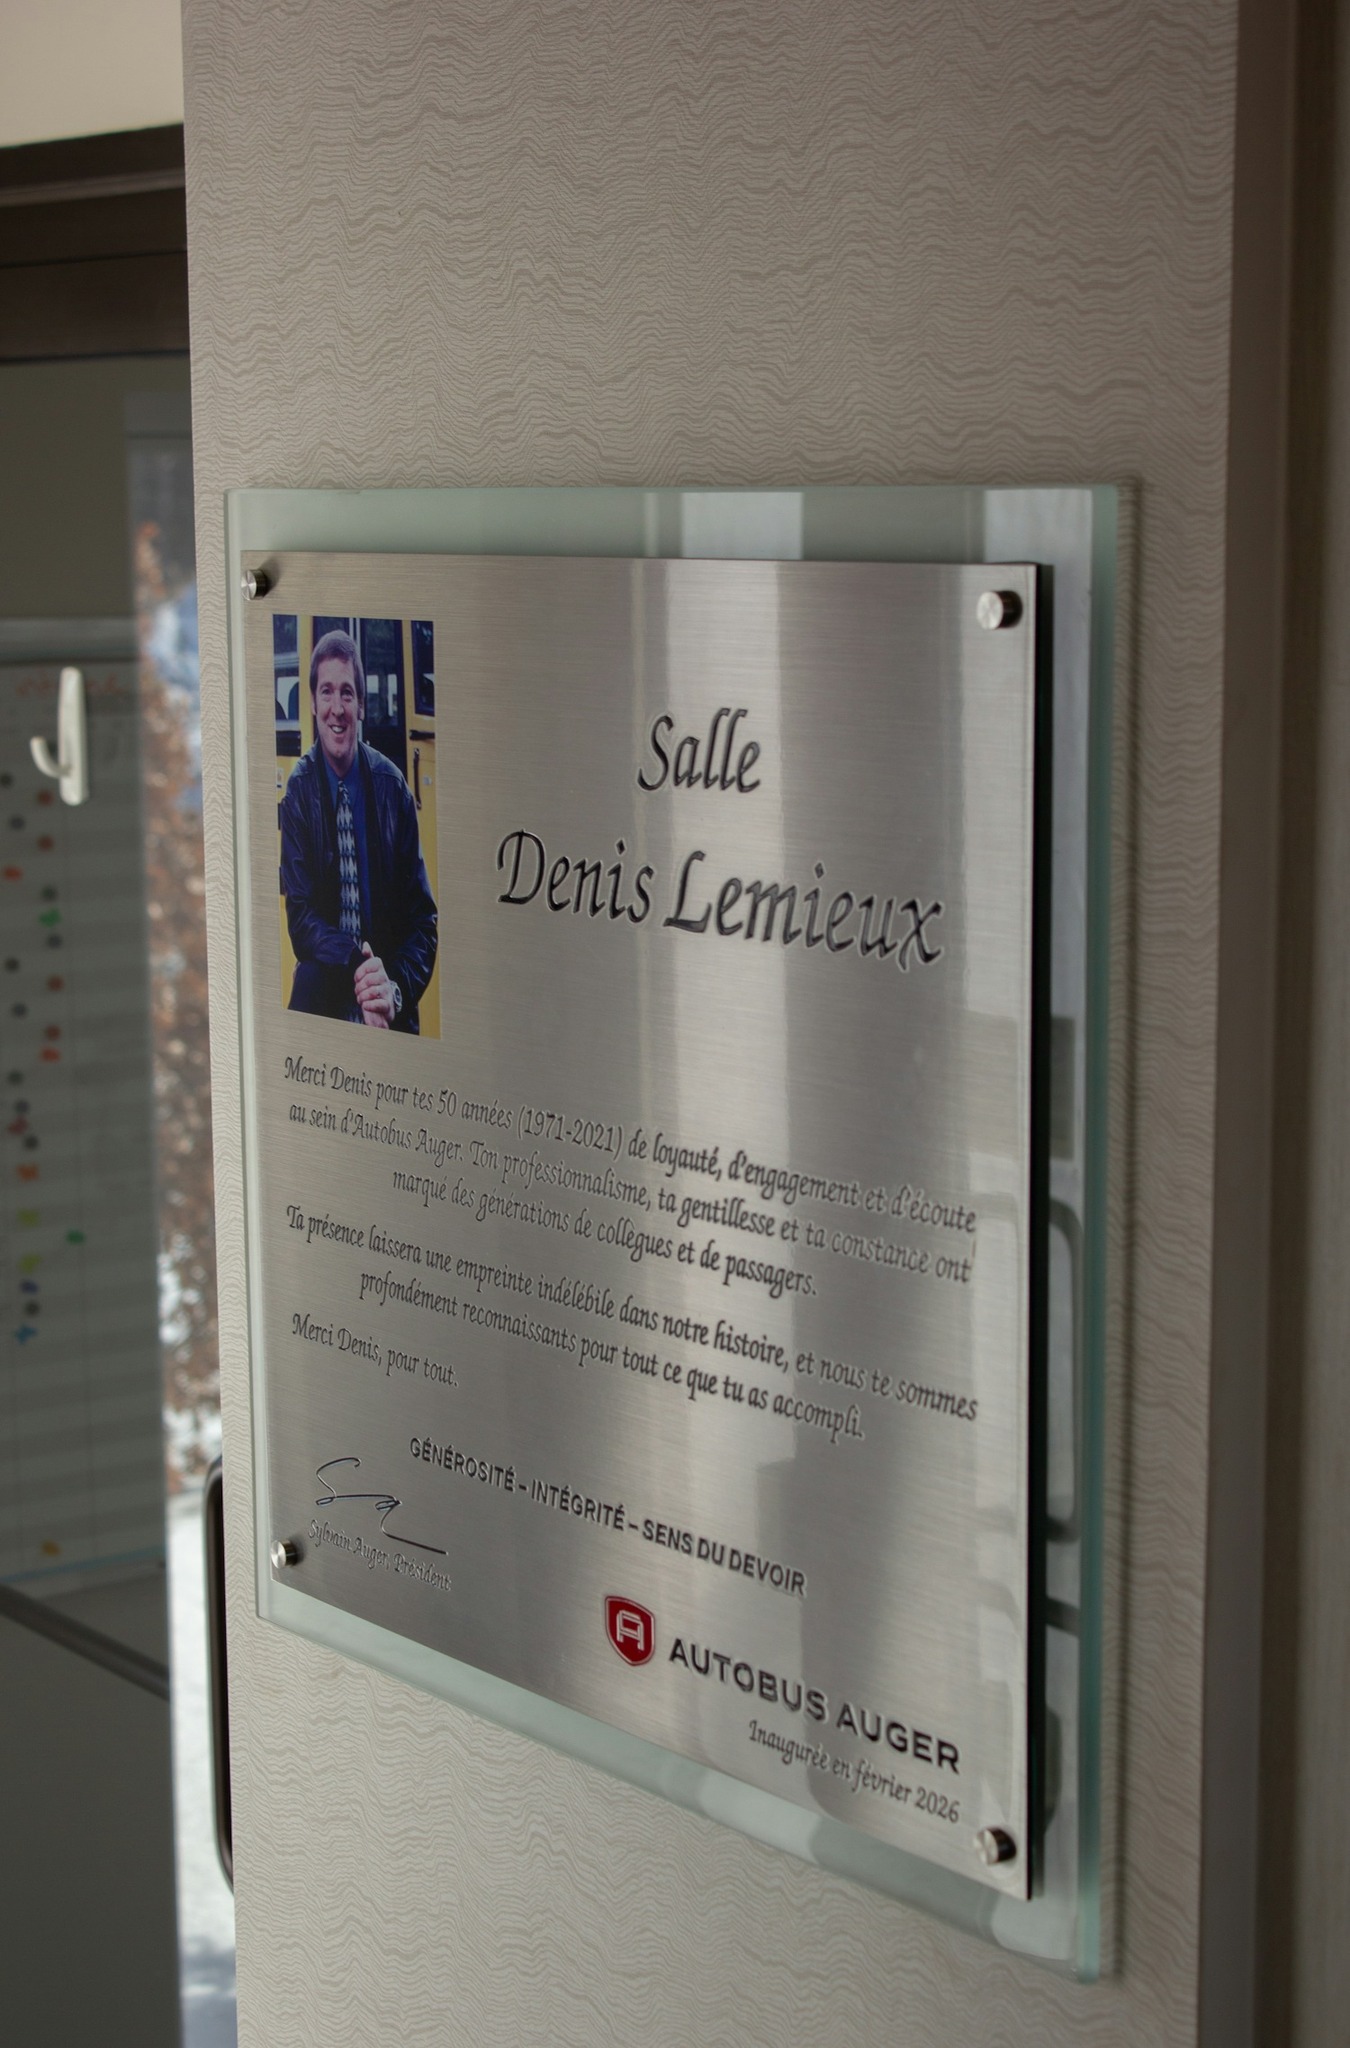 Salle
Denis Lemieux
Merci Denis pour tes 50 années (1971-2021) de loyauté, d'engagement et d'écoute
au sein d'Autobus Auger. Ton professionnalisme, ta gentillesse et ta constance ont
marqué des générations de collègues et de passagers.
Ta présence laissera une empreinte indélébile dans notre histoire, et nous te sommes
profondément reconnaissants pour tout ce que tu as accompli.
Merci Denis, pour tout.
GÉNÉROSITÉ – INTÉGRITÉ – SENS DU DEVOIR
Sylvain Auger, Président
AUTOBUS AUGER
Inaugurée en février 2026